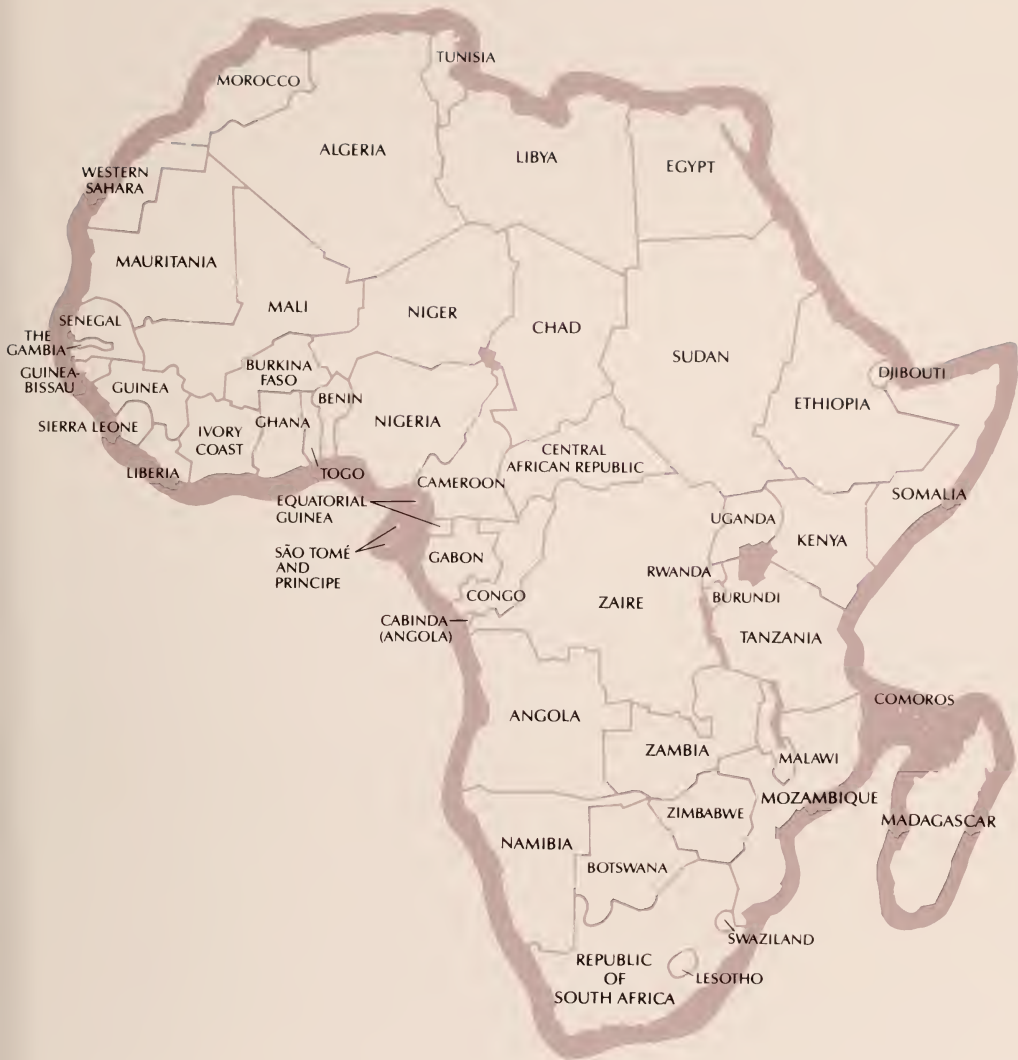 TUNISIA
MOROCCO
ALGERIA
LIBYA
EGYPT
WESTERN
SAHARA
MAURITANIA
MALI
NIGER
CHAD
SUDAN
SENEGAL
THE
GAMBIA
GUINEA-
BISSAU
GUINEA
BURKINA
FASO
BENIN
NIGERIA
DJIBOUTI
ETHIOPIA
SIERRA LEONE
IVORY
COAST
GHANA
LIBERIA
TOGO
CAMEROON
CENTRAL
AFRICAN REPUBLIC
SOMALIA
EQUATORIAL
GUINEA
UGANDA
KENYA
SÃO TOMÉ
AND
PRINCIPE
GABON
CONGO
ZAIRE
RWANDA
BURUNDI
CABINDA
(ANGOLA)
TANZANIA
COMOROS
ANGOLA
ZAMBIA
MALAWI
MOZAMBIQUE
ZIMBABWE
MADAGASCAR
NAMIBIA
BOTSWANA
SWAZILAND
REPUBLIC
OF
SOUTH AFRICA
LESOTHO